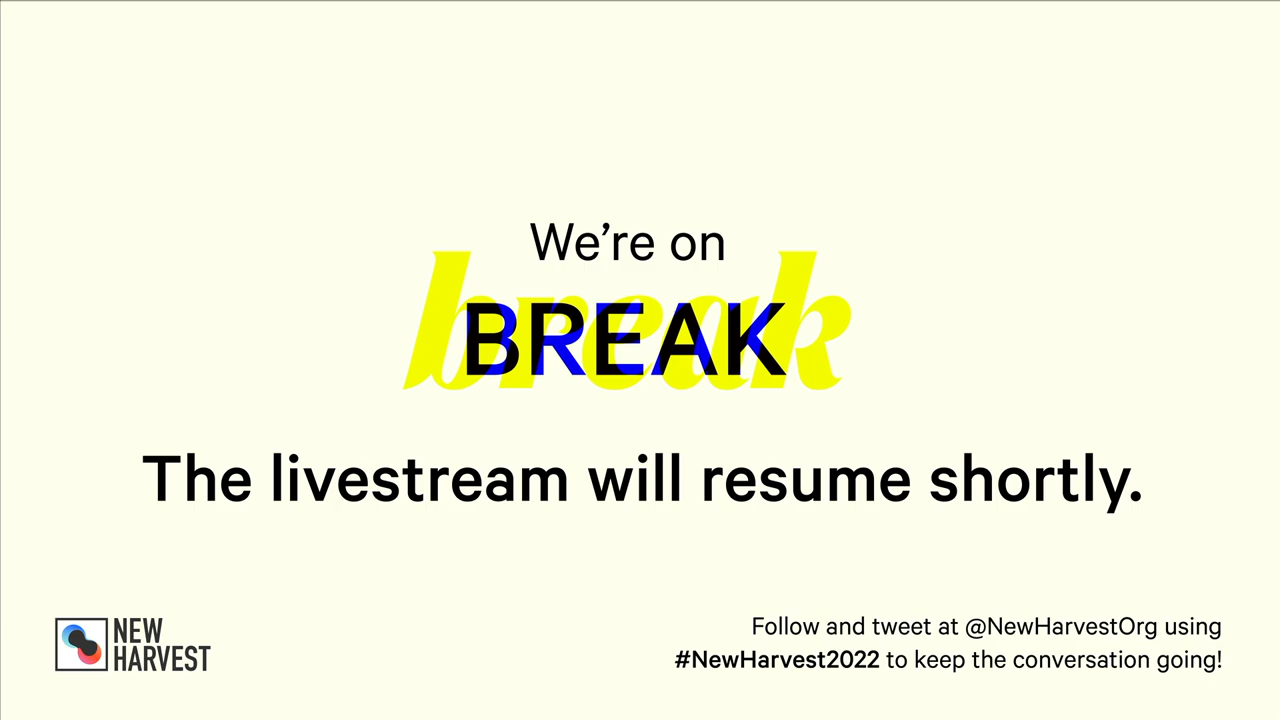 We’re on
break
BREAK
The livestream will resume shortly.
NEW
HARVEST
Follow and tweet at @NewHarvestOrg using
#NewHarvest2022 to keep the conversation going!